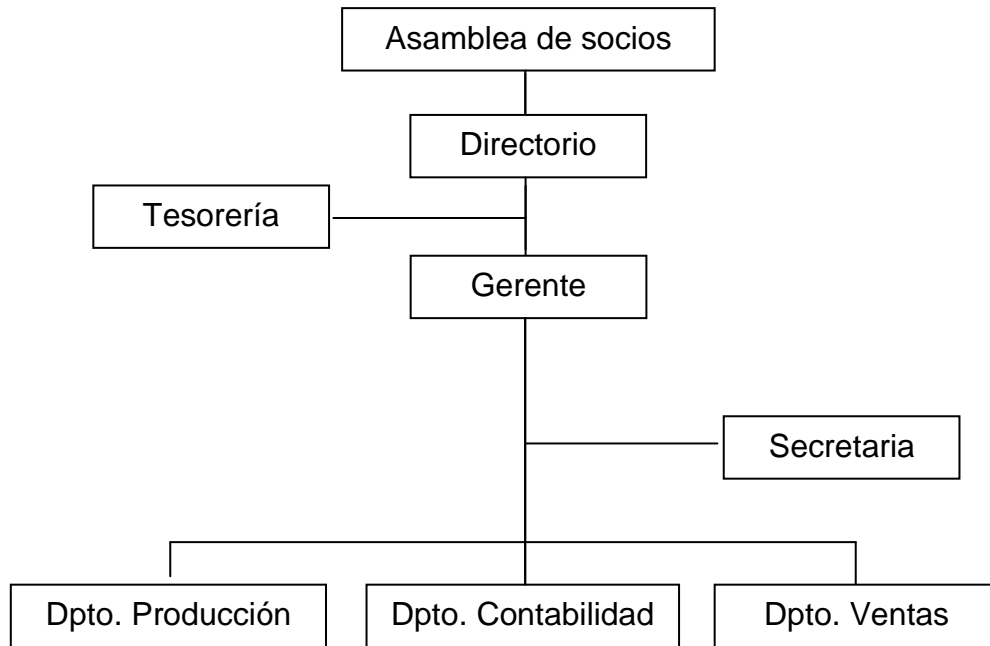 Asamblea de socios
Directorio
Tesorería
Gerente
Secretaria
Dpto. Producción
Dpto. Contabilidad
Dpto. Ventas